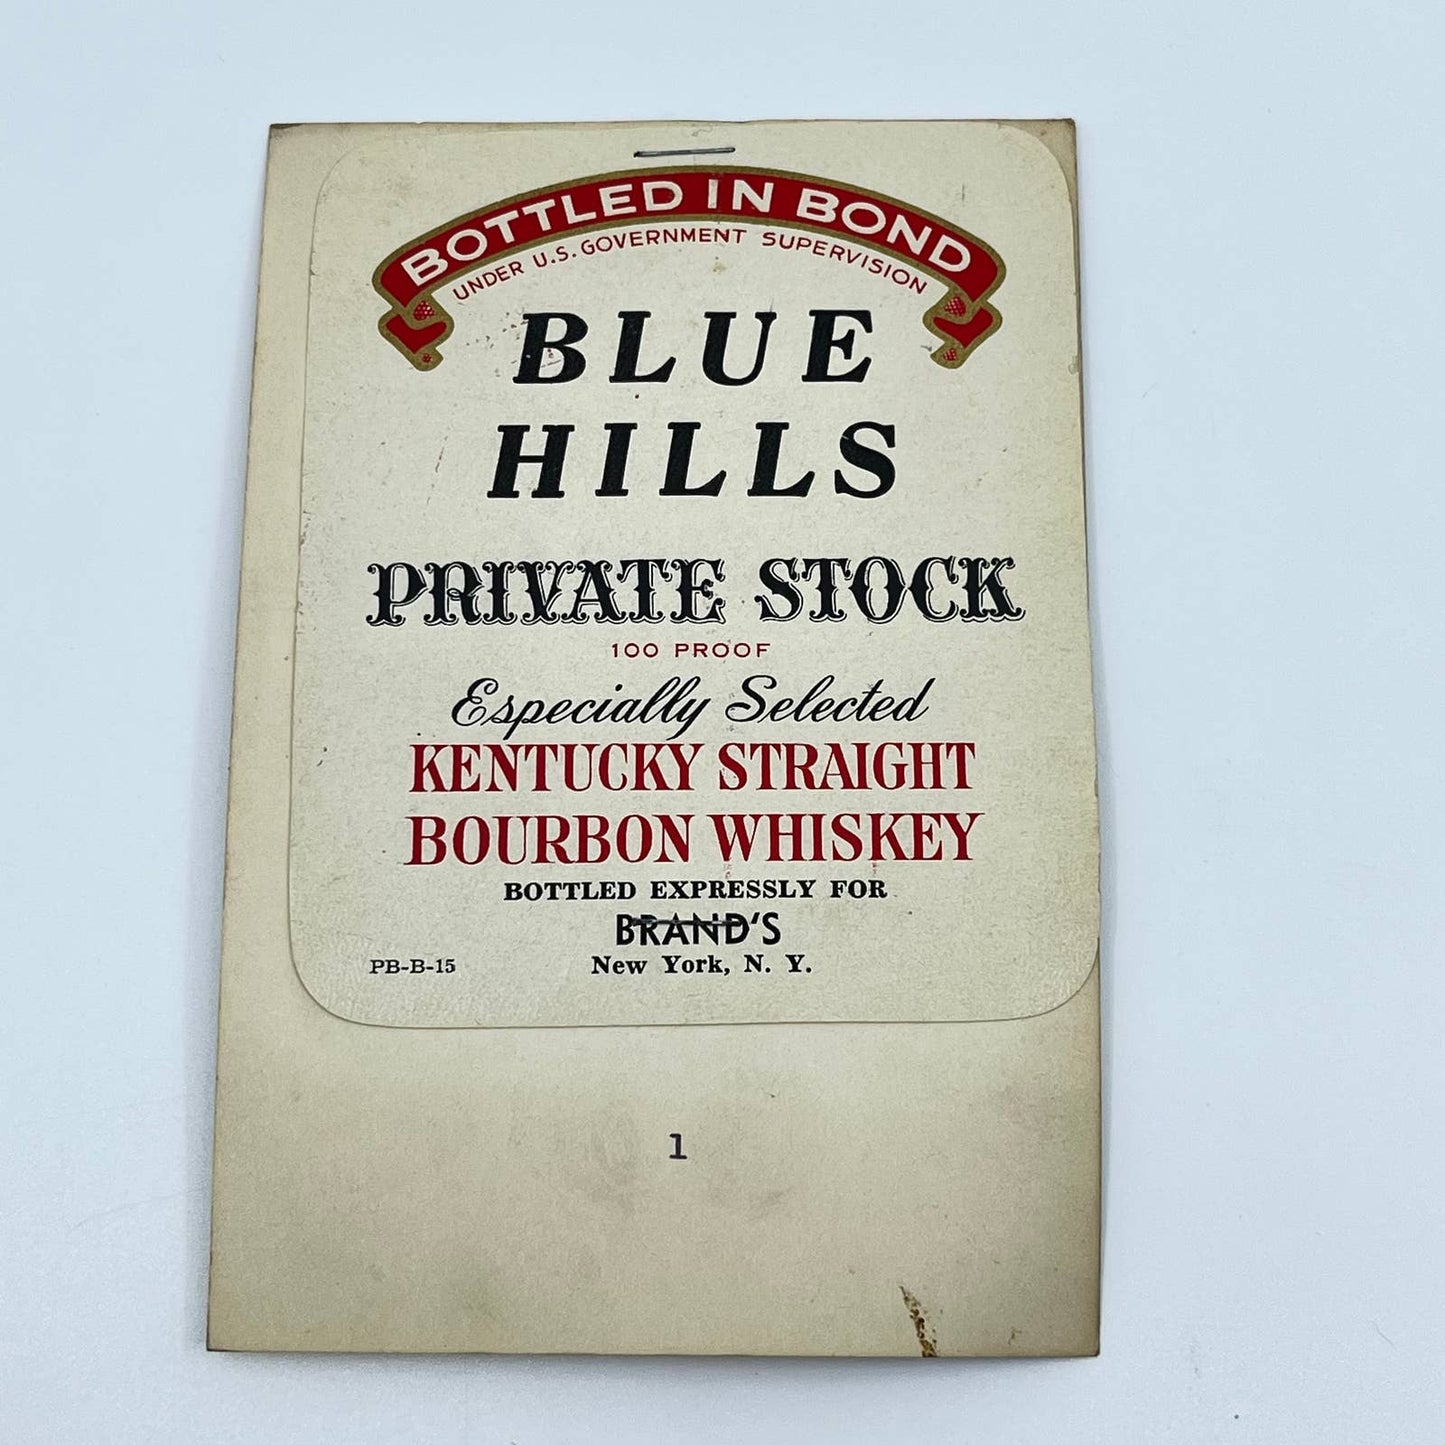 BOTTLED IN BOND
UNDER U.S. GOVERNMENT SUPERVISION
BLUE
HILLS
PRIVATE STOCK
100 PROOF
Especially Selected
KENTUCKY STRAIGHT
BOURBON WHISKEY
BOTTLED EXPRESSLY FOR
BRAND'S
New York, N. Y.
PB-B-15
1